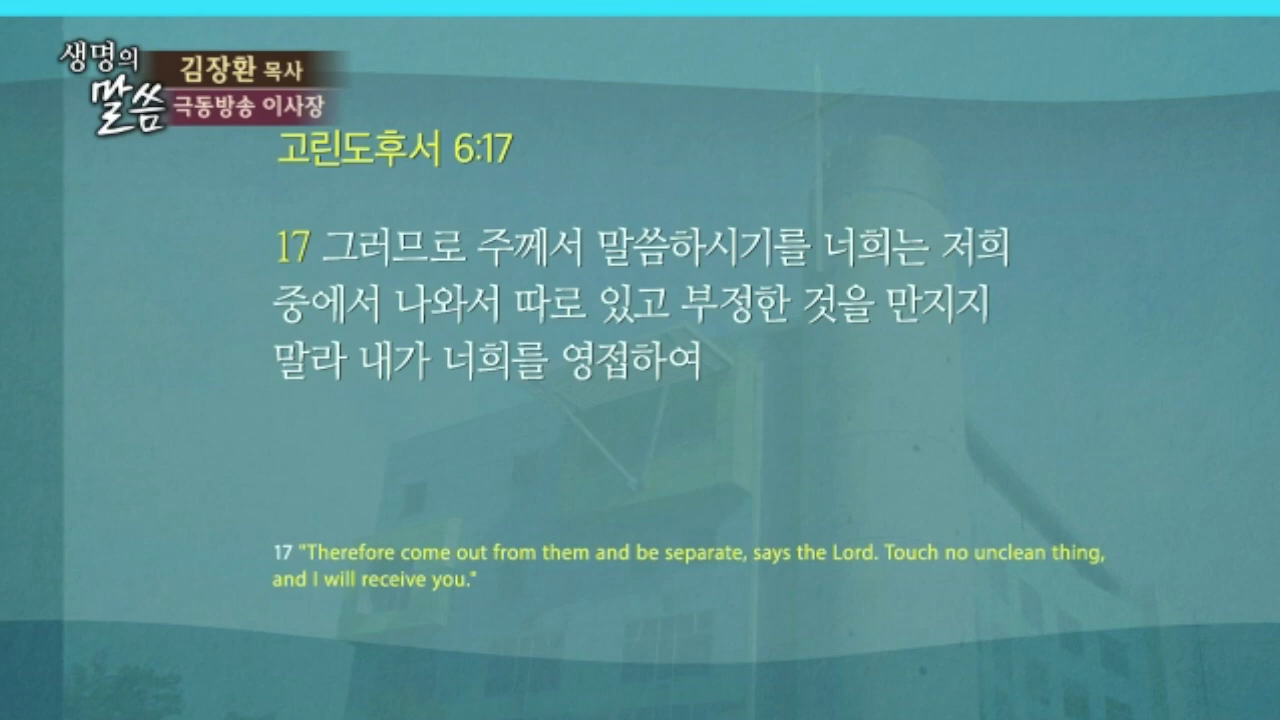 생명의
말씀
김장환 목사
극동방송 이사장
고린도후서 6:17
17 그러므로 주께서 말씀하시기를 너희는 저희
중에서 나와서 따로 있고 부정한 것을 만지지
말라 내가 너희를 영접하여
17 "Therefore come out from them and be separate, says the Lord. Touch no unclean thing,
and I will receive you."